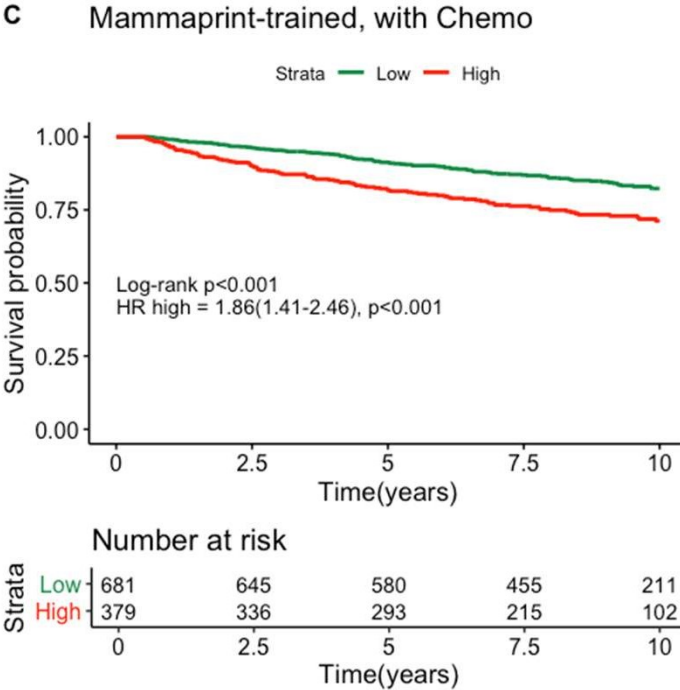 C Mammaprint-trained, with Chemo
Strata Low High
Survival probability
1.00
0.75
0.50
0.25
0.00
Log-rank p<0.001
HR high = 1.86(1.41-2.46), p<0.001
0 2.5 5 7.5 10
Time(years)
Number at risk
Strata
Low 681 645 580 455 211
High 379 336 293 215 102
0 2.5 5 7.5 10
Time(years)